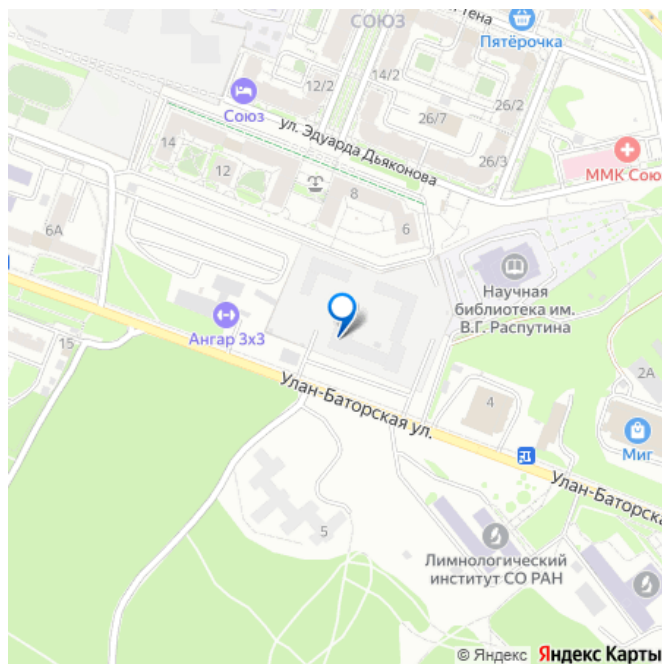 СОЮЗ
Пятёрочка
12/2
14/2
26/2
Союз
26/7
ул. Эдуарда Дьяконова
14
12
26/3
ММК Сою
8
6А
6
Научная
библиотека им.
В.Г. Распутина
Ангар 3х3
15
2А
Улан-Баторская ул.
4
Миг
Улан-Баторска
5
Лимнологический
институт СО РАН
© Яндекс Яндекс Карты